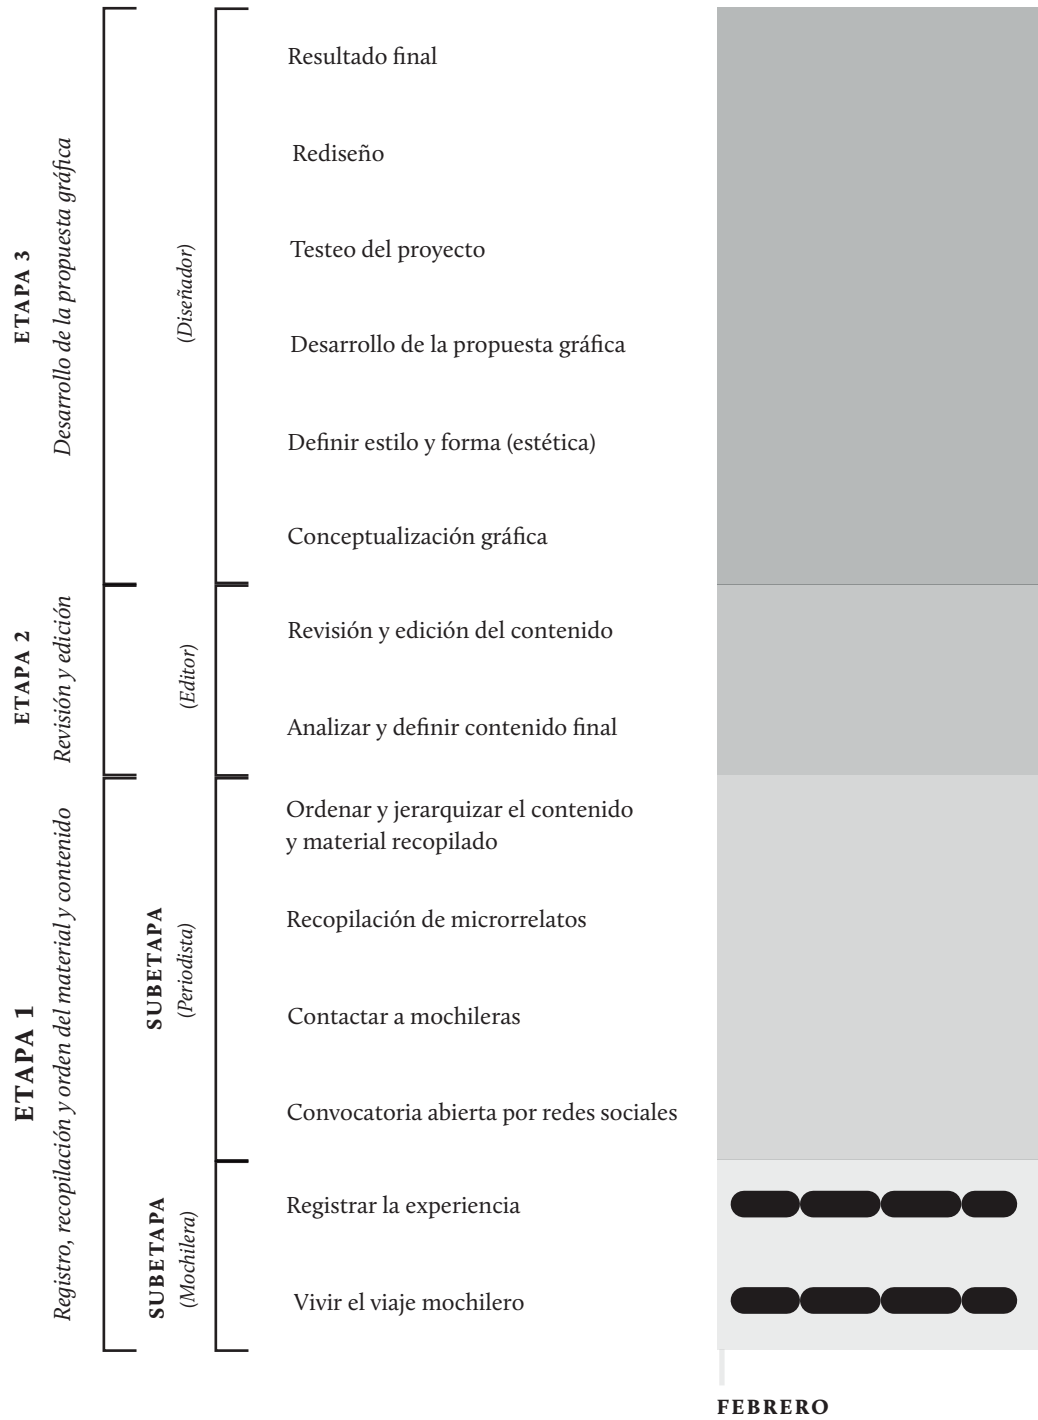 ETAPA 3
Desarrollo de la propuesta gráfica
(Diseñador)
Resultado final
Rediseño
Testeo del proyecto
Desarrollo de la propuesta gráfica
Definir estilo y forma (estética)
Conceptualización gráfica
ETAPA 2
Revisión y edición
(Editor)
Revisión y edición del contenido
Analizar y definir contenido final
ETAPA 1
Registro, recopilación y orden del material y contenido
SUBETAPA
(Periodista)
Ordenar y jerarquizar el contenido
y material recopilado
Recopilación de microrrelatos
Contactar a mochileras
Convocatoria abierta por redes sociales
SUBETAPA
(Mochilera)
Registrar la experiencia
Vivir el viaje mochilero
FEBRERO